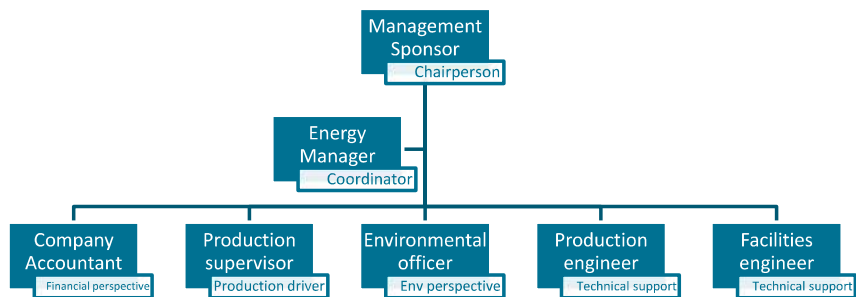 Management
Sponsor
Chairperson
Energy
Manager
Coordinator
Company
Accountant
Financial perspective
Production
supervisor
Production driver
Environmental
officer
Env perspective
Production
engineer
Technical support
Facilities
engineer
Technical support